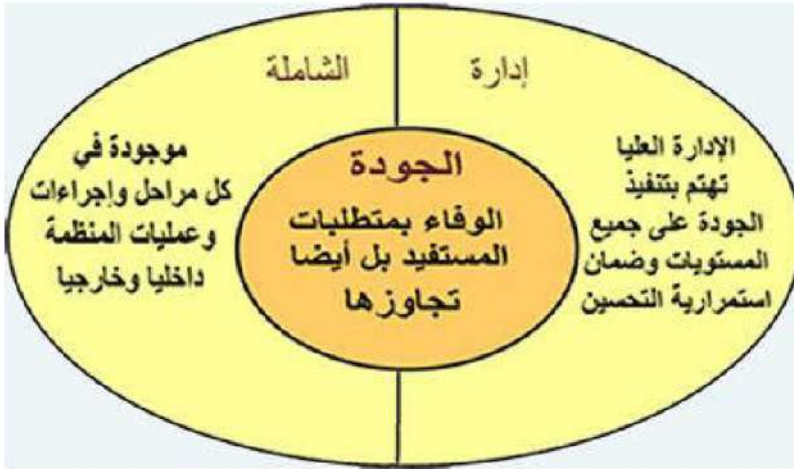 إدارة
الإدارة العليا
تهتم بتنفيذ
الجودة على جميع
المستويات وضمان
استمرارية التحسين
الجودة
الوفاء بمتطلبات
المستفيد بل أيضا
تجاوزها
الشاملة
موجودة في
كل مراحل وإجراءات
وعمليات المنظمة
داخليا وخارجيا